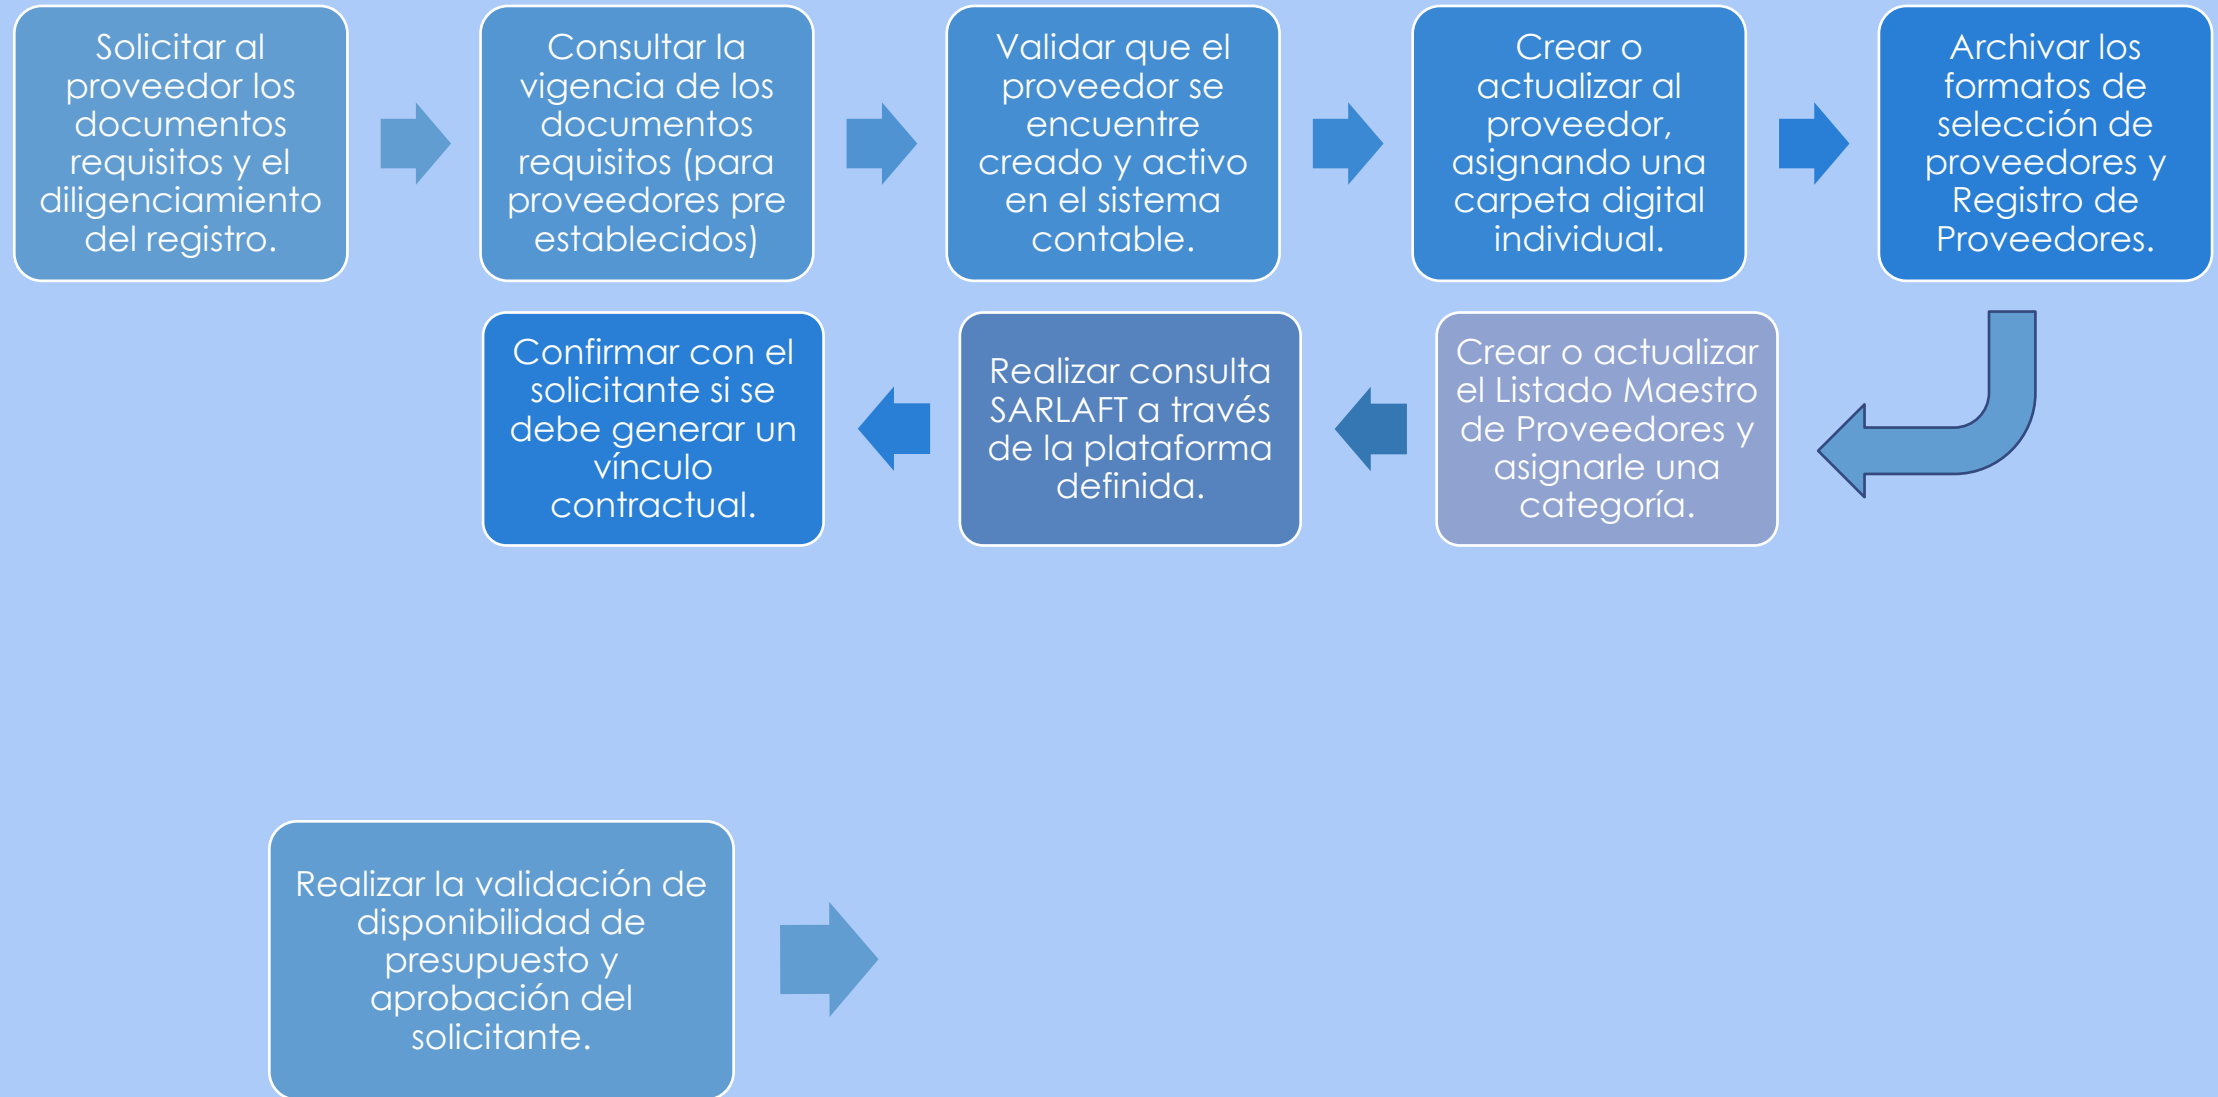 Solicitar al
proveedor los
documentos
requisitos y el
diligenciamiento
del registro.
Consultar la
vigencia de los
documentos
requisitos (para
proveedores pre
establecidos)
Validar que el
proveedor se
encuentre
creado y activo
en el sistema
contable.
Crear o
actualizar al
proveedor,
asignando una
carpeta digital
individual.
Archivar los
formatos de
selección de
proveedores y
Registro de
Proveedores.
Crear o actualizar
el Listado Maestro
de Proveedores y
asignarle una
categoría.
Realizar consulta
SARLAFT a través
de la plataforma
definida.
Confirmar con el
solicitante si se
debe generar un
vínculo
contractual.
Realizar la validación de
disponibilidad de
presupuesto y
aprobación del
solicitante.